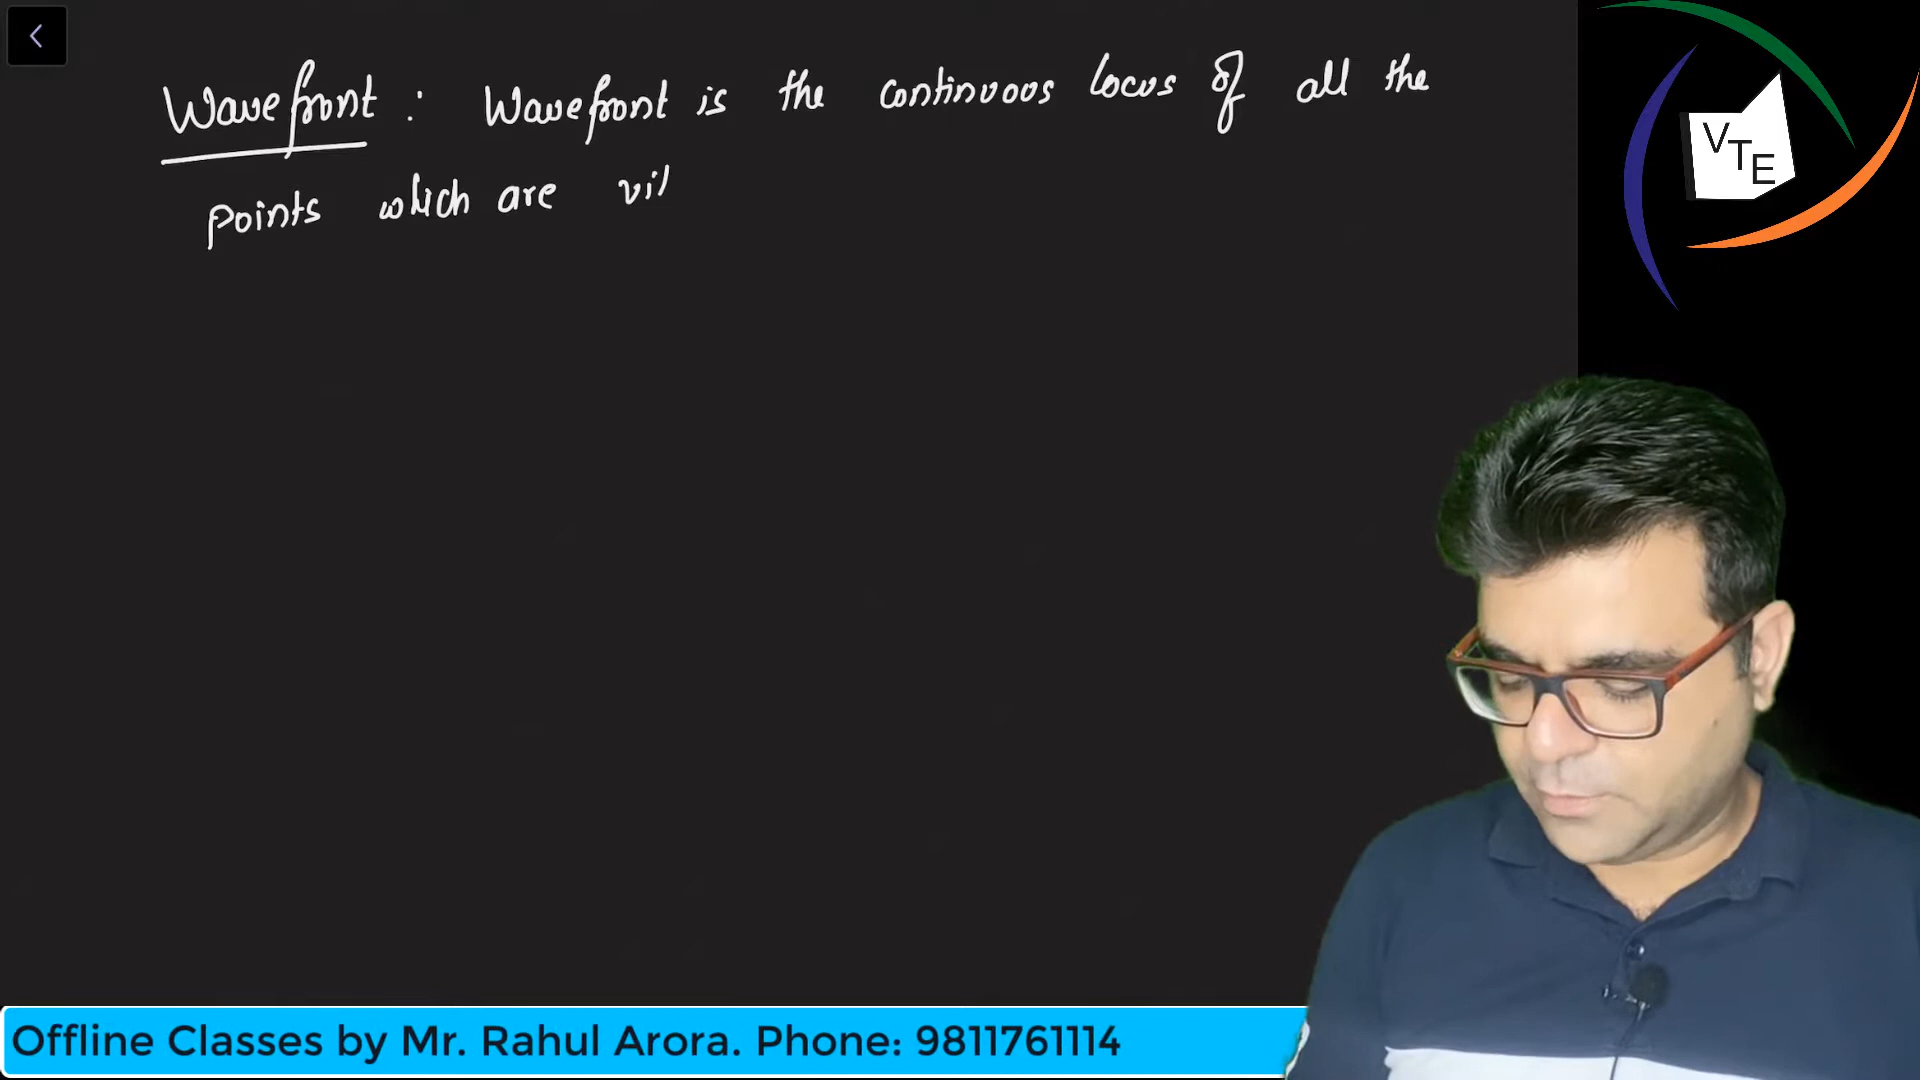 Wavefront : Wavefront is the continuous locus of all the
points which are vi
VTE
Offline Classes by Mr. Rahul Arora. Phone: 9811761114